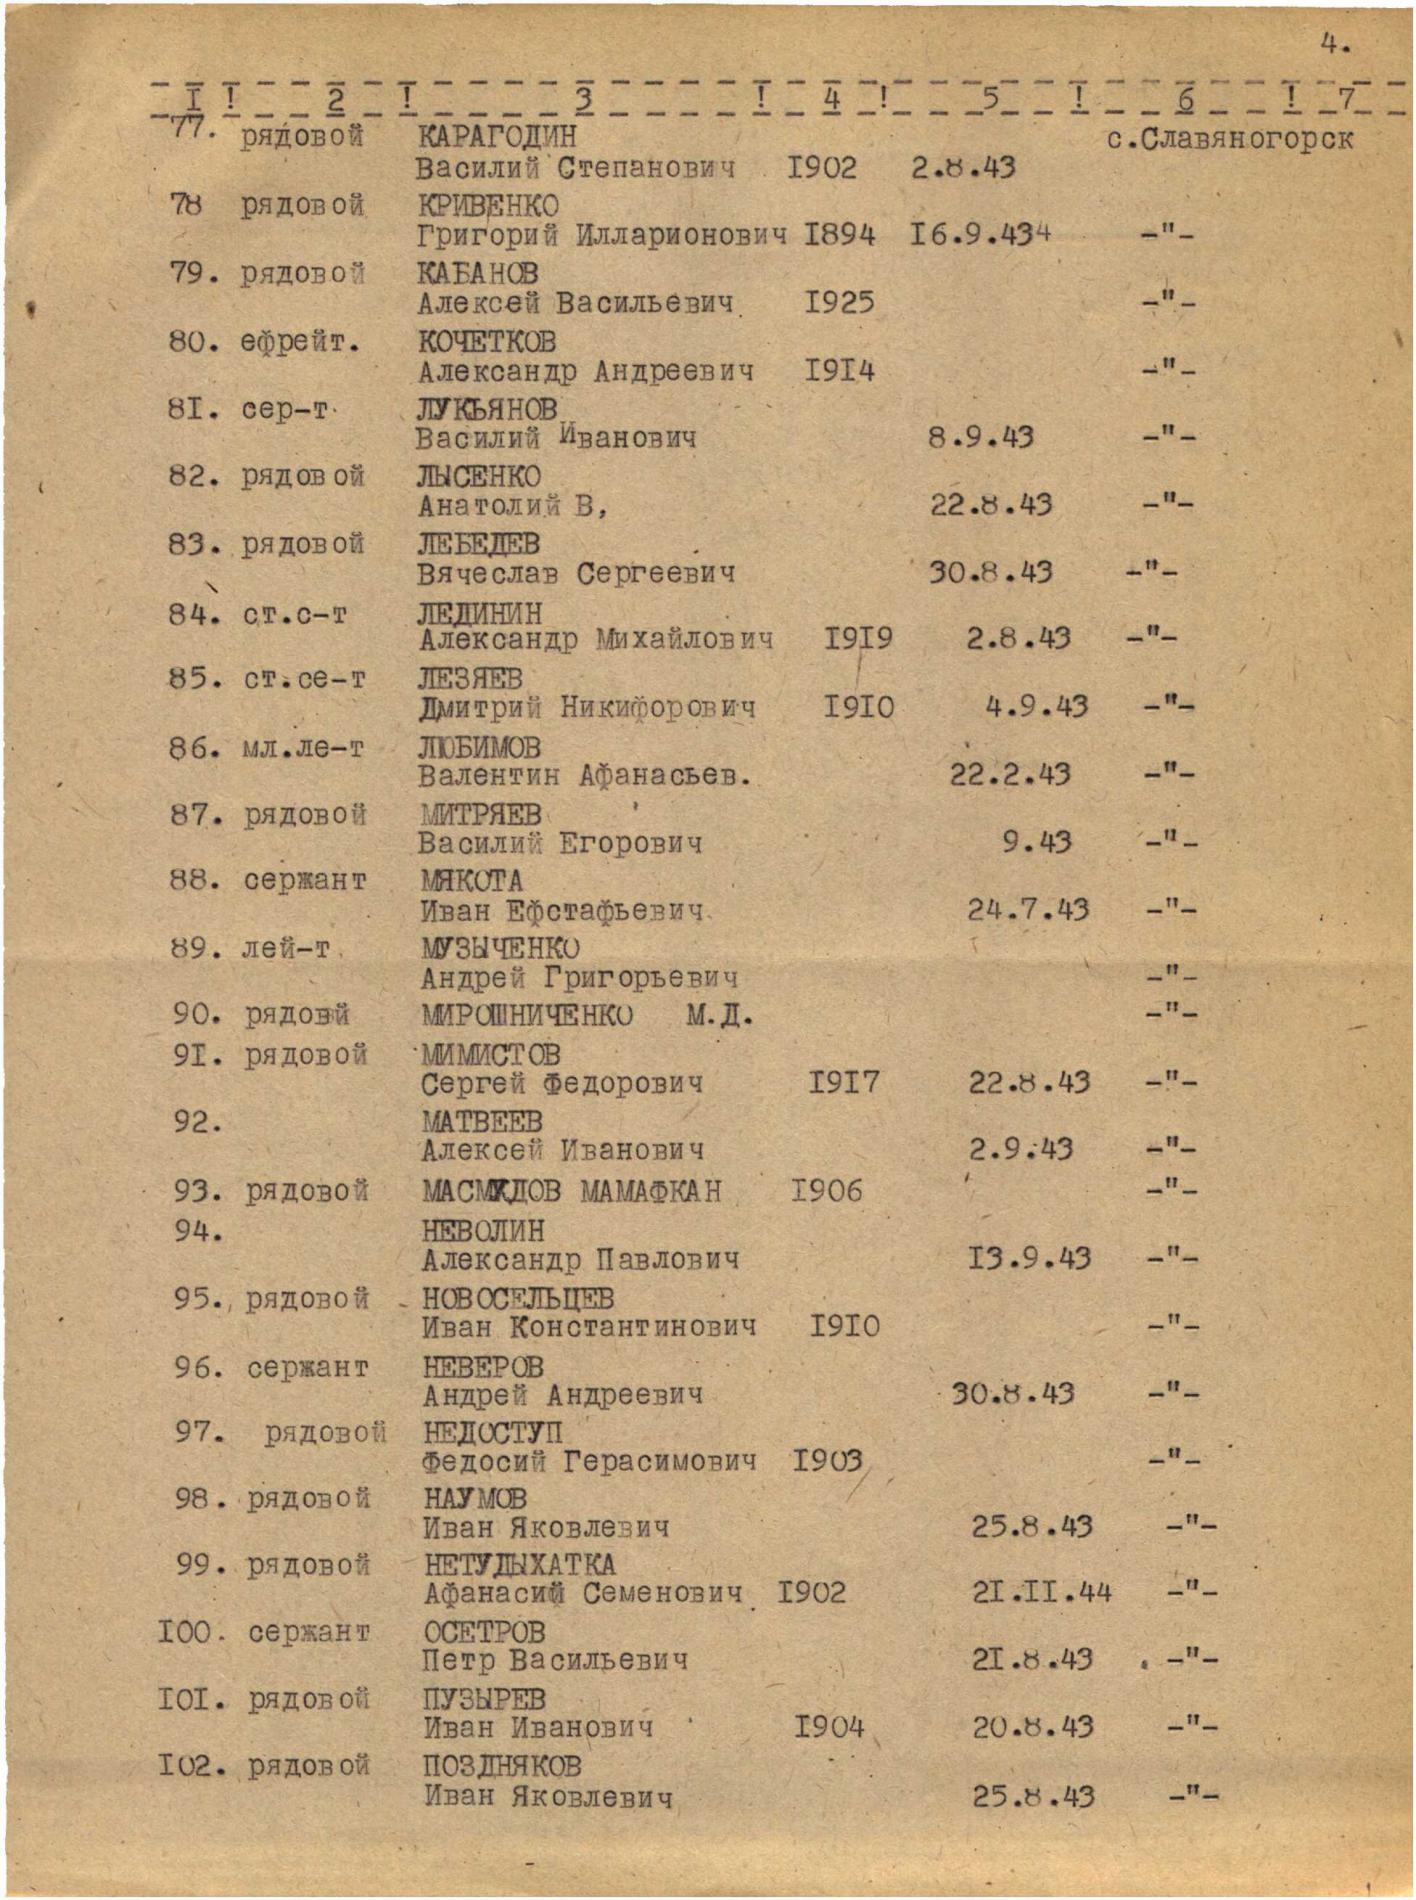 4.
I ! 2 ! 3 ! 4 ! 5 ! 6 ! 7
77. рядовой КАРАГОДИН с.Славяногорск
Василий Степанович I902 2.8.43
78 рядовой КРИВЕНКО
Григорий Илларионович I894 I6.9.434 -"-
79. рядовой КАБАНОВ
Алексей Васильевич I925 -"-
80. ефрейт. КОЧЕТКОВ
Александр Андреевич I9I4 -"-
8I. сер-т ЛУКЬЯНОВ
Василий Иванович 8.9.43 -"-
82. рядовой ЛЫСЕНКО
Анатолий В, 22.8.43 -"-
83. рядовой ЛЕБЕДЕВ
Вячеслав Сергеевич 30.8.43 -"-
84. ст.с-т ЛЕДИНИН
Александр Михайлович I9I9 2.8.43 -"-
85. ст.се-т ЛЕЗЯЕВ
Дмитрий Никифорович I9I0 4.9.43 -"-
86. мл.ле-т ЛЮБИМОВ
Валентин Афанасьев. 22.2.43 -"-
87. рядовой МИТРЯЕВ
Василий Егорович 9.43 -"-
88. сержант МЯКОТА
Иван Ефстафьевич 24.7.43 -"-
89. лей-т МУЗЫЧЕНКО
Андрей Григорьевич -"-
90. рядовй МИРОШНИЧЕНКО М.Д. -"-
9I. рядовой МИМИСТОВ
Сергей Федорович I9I7 22.8.43 -"-
92. МАТВЕЕВ
Алексей Иванович 2.9.43 -"-
93. рядовой МАМАФКАН I906 -"-
94. НЕВОЛИН
Александр Павлович I3.9.43 -"-
95. рядовой НОВОСЕЛЬЦЕВ
Иван Константинович I9I0 -"-
96. сержант НЕВЕРОВ
Андрей Андреевич 30.8.43 -"-
97. рядовой НЕДОСТУП
Федосий Герасимович I903 -"-
98. рядовой НАУМОВ
Иван Яковлевич 25.8.43 -"-
99. рядовой НЕТУДЫХАТКА
Афанасий Семенович I902 2I.II.44 -"-
I00. сержант ОСЕТРОВ
Петр Васильевич 2I.8.43 -"-
I0I. рядовой ПУЗЫРЕВ
Иван Иванович I904 20.8.43 -"-
I02. рядовой ПОЗДНЯКОВ
Иван Яковлевич 25.8.43 -"-